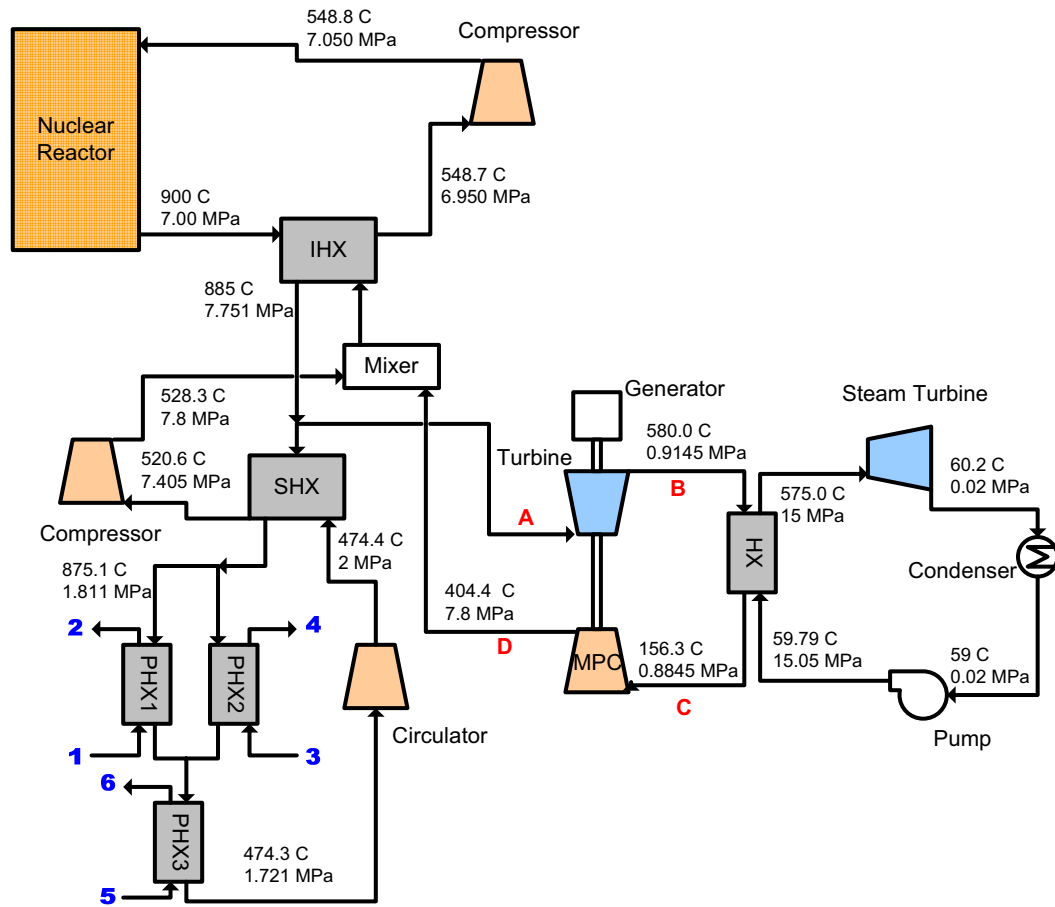 548.8 C
7.050 MPa
Compressor
Nuclear
Reactor
900 C
7.00 MPa
548.7 C
6.950 MPa
IHX
885 C
7.751 MPa
Mixer
528.3 C
7.8 MPa
Generator
Steam Turbine
520.6 C
7.405 MPa
SHX
Turbine
580.0 C
0.9145 MPa
B
60.2 C
0.02 MPa
575.0 C
15 MPa
Compressor
A
474.4 C
2 MPa
HX
Condenser
875.1 C
1.811 MPa
404.4 C
7.8 MPa
2
4
D
MPC
156.3 C
0.8845 MPa
59.79 C
15.05 MPa
59 C
0.02 MPa
PHX1
PHX2
C
1
3
Circulator
Pump
6
PHX3
474.3 C
1.721 MPa
5